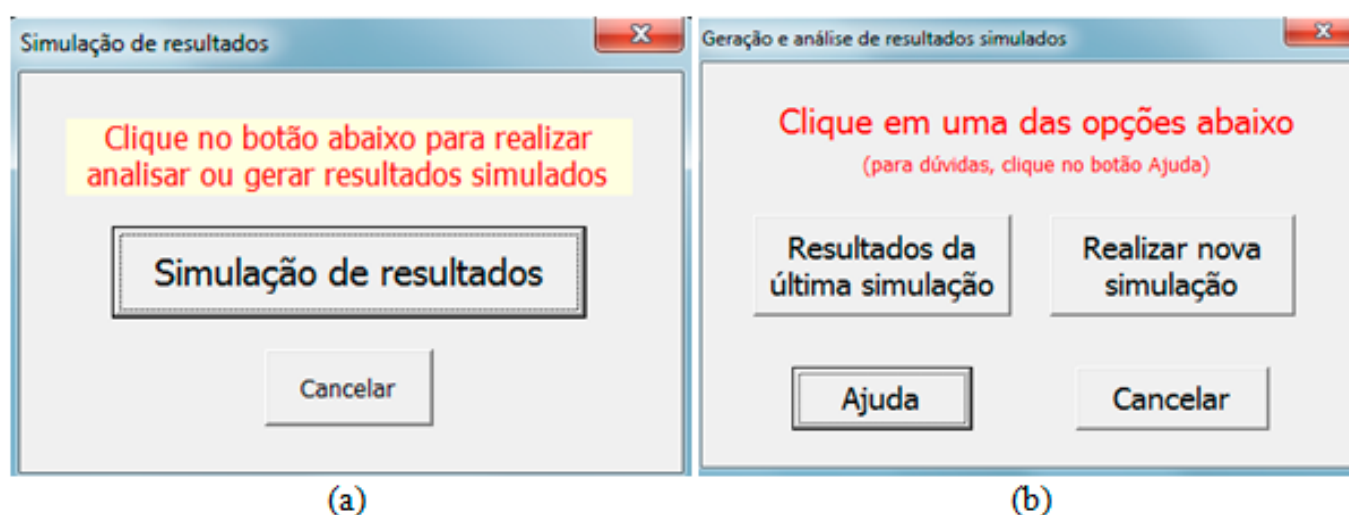 Simulação de resultados
Clique no botão abaixo para realizar
analisar ou gerar resultados simulados
Simulação de resultados
Cancelar
(a)
Geração e análise de resultados simulados
Clique em uma das opções abaixo
(para dúvidas, clique no botão Ajuda)
Resultados da
última simulação
Realizar nova
simulação
Ajuda
Cancelar
(b)